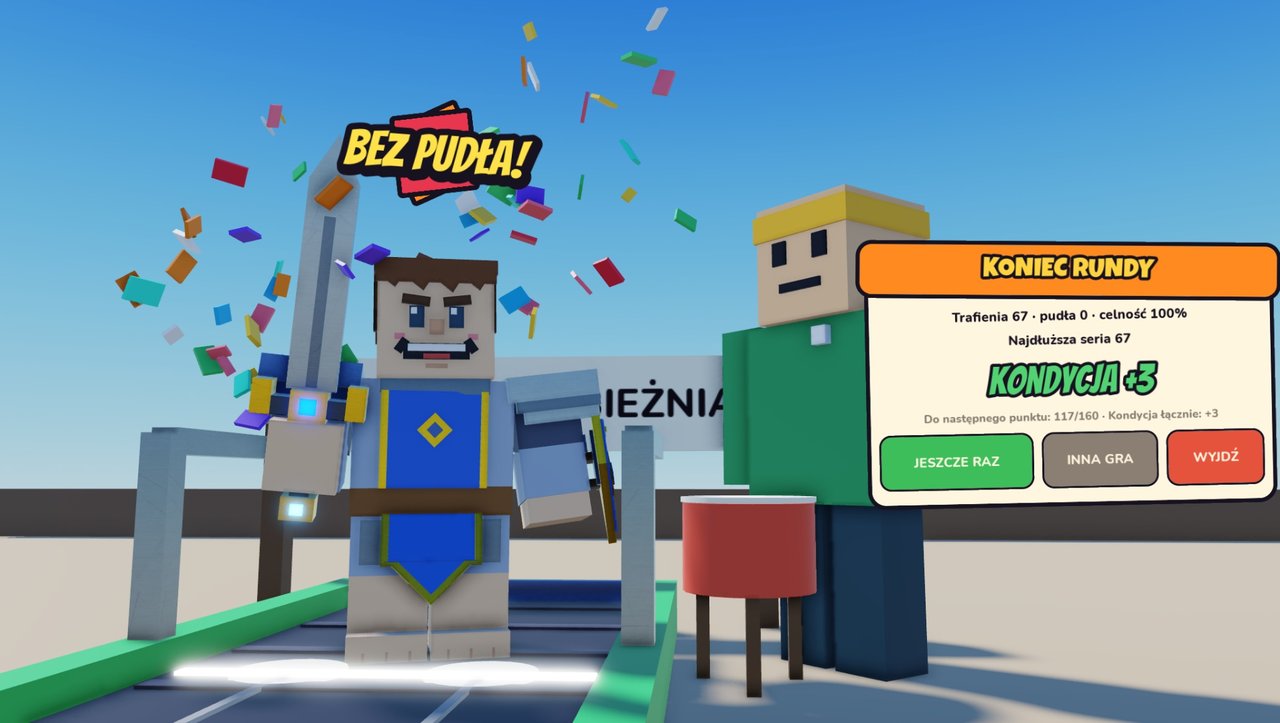 BEZ PUDŁA!
KONIEC RUNDY
Trafienia 67 · pudła 0 · celność 100%
Najdłuższa seria 67
KONDYCJA +3
Do następnego punktu: 117/160 · Kondycja łącznie: +3
JESZCZE RAZ
INNA GRA
WYJDŹ
IEŻNIA